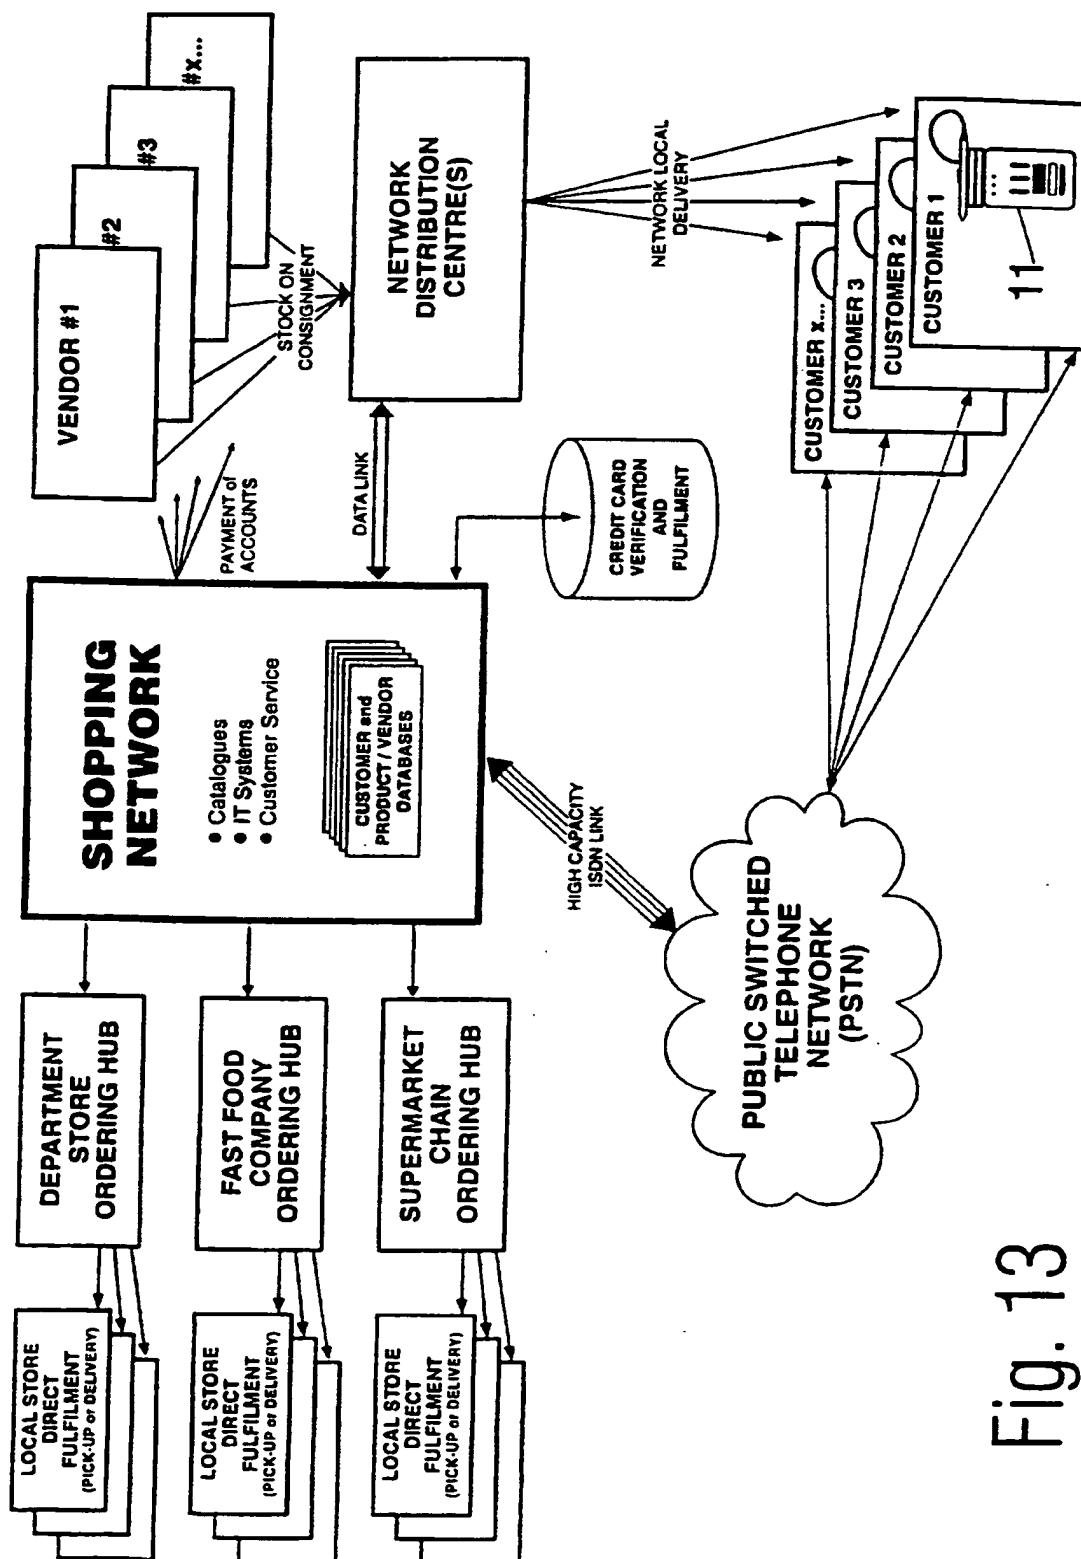 LOCAL STORE
DIRECT
FULFILMENT
(PICK-UP or DELIVERY)
LOCAL STORE
DIRECT
FULFILMENT
(PICK-UP or DELIVERY)
LOCAL STORE
DIRECT
FULFILMENT
(PICK-UP or DELIVERY)
DEPARTMENT
STORE
ORDERING HUB
FAST FOOD
COMPANY
ORDERING HUB
SUPERMARKET
CHAIN
ORDERING HUB
SHOPPING
NETWORK
• Catalogues
• IT Systems
• Customer Service
CUSTOMER and
PRODUCT / VENDOR
DATABASES
PAYMENT of
ACCOUNTS
VENDOR #1
#2
#3
#x...
STOCK ON
CONSIGNMENT
DATA LINK
NETWORK
DISTRIBUTION
CENTRE(S)
CREDIT CARD
VERIFICATION
AND
FULFILMENT
HIGH CAPACITY
ISDN LINK
NETWORK LOCAL
DELIVERY
PUBLIC SWITCHED
TELEPHONE
NETWORK
(PSTN)
CUSTOMER x...
CUSTOMER 3
CUSTOMER 2
CUSTOMER 1
11
Fig. 13